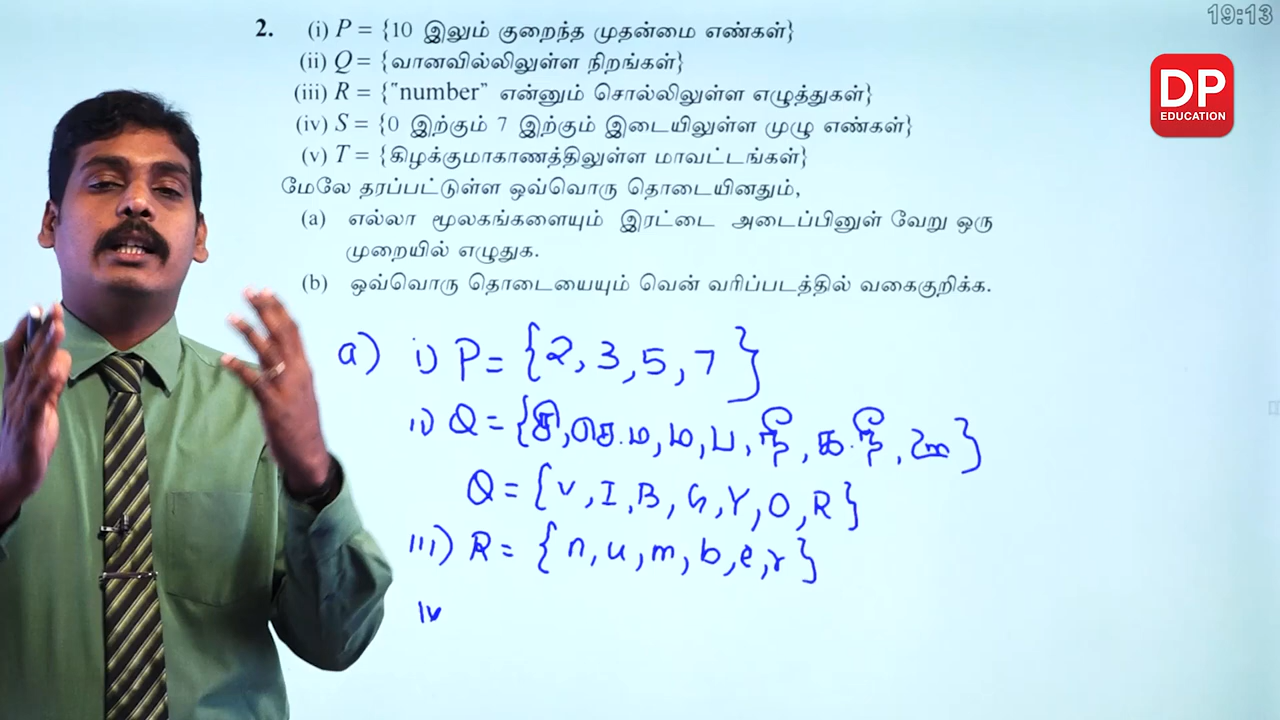 19:13
DP
EDUCATION
2. (i) P = {10 இலும் குறைந்த முதன்மை எண்கள்}
(ii) Q = {வானவில்லிலுள்ள நிறங்கள்}
(iii) R = {"number" என்னும் சொல்லிலுள்ள எழுத்துகள்}
(iv) S = {0 இற்கும் 7 இற்கும் இடையிலுள்ள முழு எண்கள்}
(v) T = {கிழக்குமாகாணத்திலுள்ள மாவட்டங்கள்}
மேலே தரப்பட்டுள்ள ஒவ்வொரு தொடையினதும்,
(a) எல்லா மூலகங்களையும் இரட்டை அடைப்பினுள் வேறு ஒரு
முறையில் எழுதுக.
(b) ஒவ்வொரு தொடையையும் வென் வரிப்படத்தில் வகைகுறிக்க.
a) i) P = {2, 3, 5, 7}
ii) Q = {சி, செ.ம, ம, ப, நீ, க.நீ, ஊ}
Q = {V, I, B, G, Y, O, R}
iii) R = {n, u, m, b, e, r}
iv